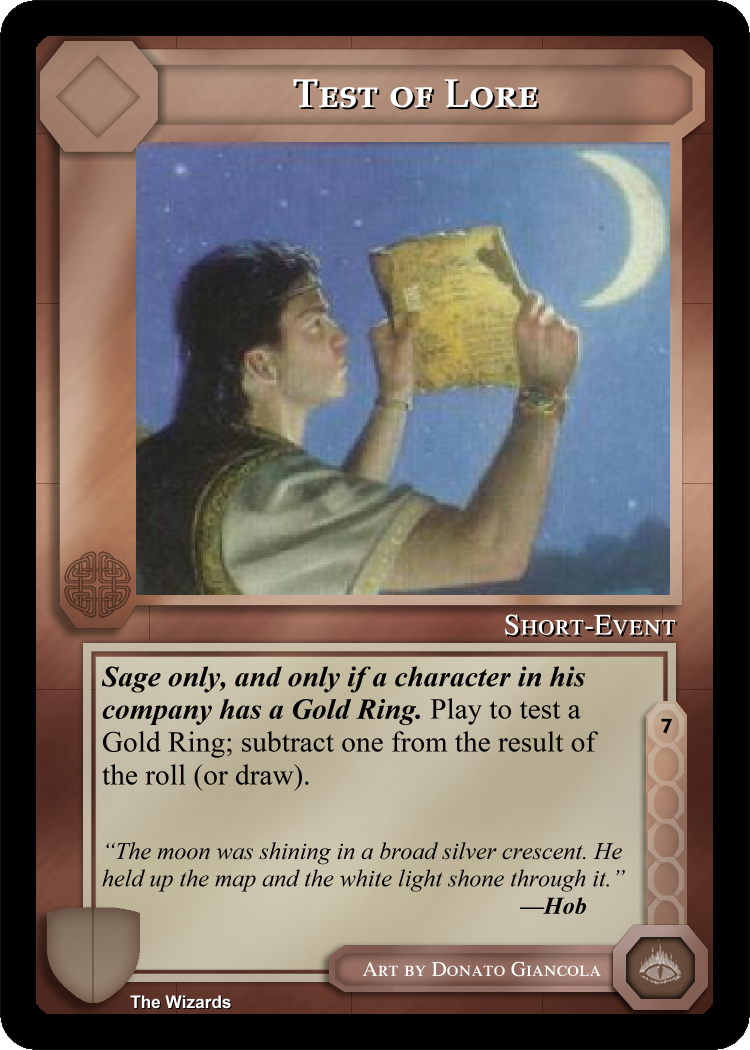 Test of Lore
Short-Event
Sage only, and only if a character in his
company has a Gold Ring. Play to test a
Gold Ring; subtract one from the result of
the roll (or draw).
7
“The moon was shining in a broad silver crescent. He
held up the map and the white light shone through it.”
—Hob
Art by Donato Giancola
The Wizards